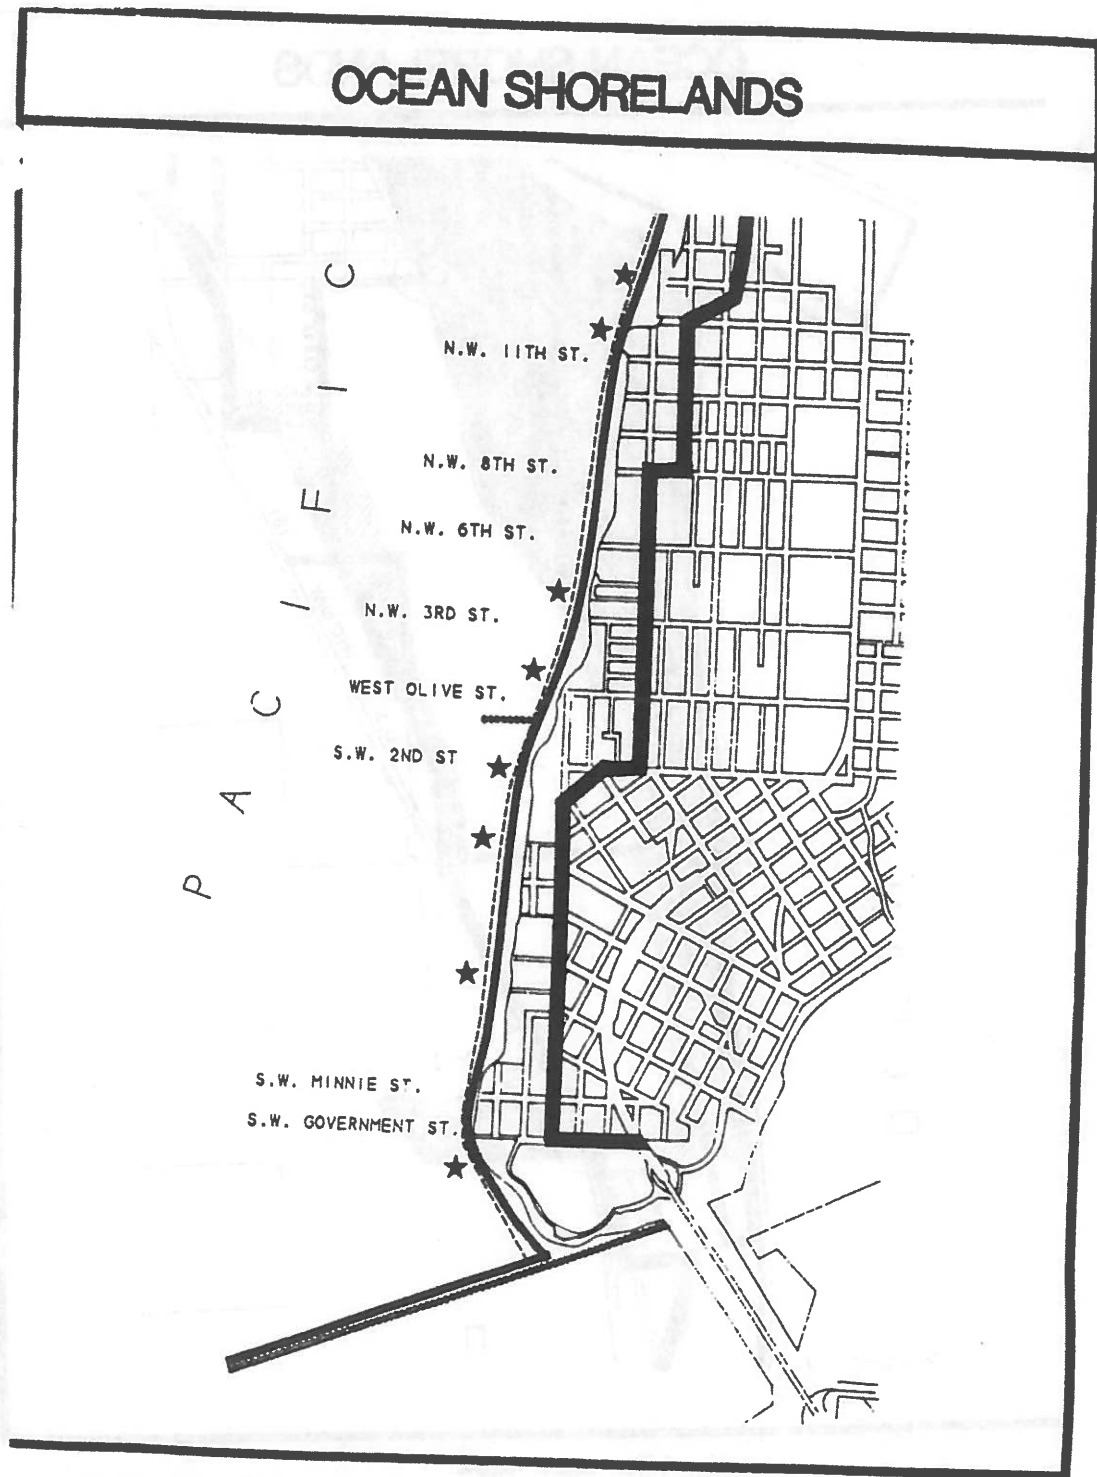 OCEAN SHORELANDS
PACIFIC
N.W. 11TH ST.
N.W. 8TH ST.
N.W. 6TH ST.
N.W. 3RD ST.
WEST OLIVE ST.
S.W. 2ND ST
S.W. MINNIE ST.
S.W. GOVERNMENT ST.